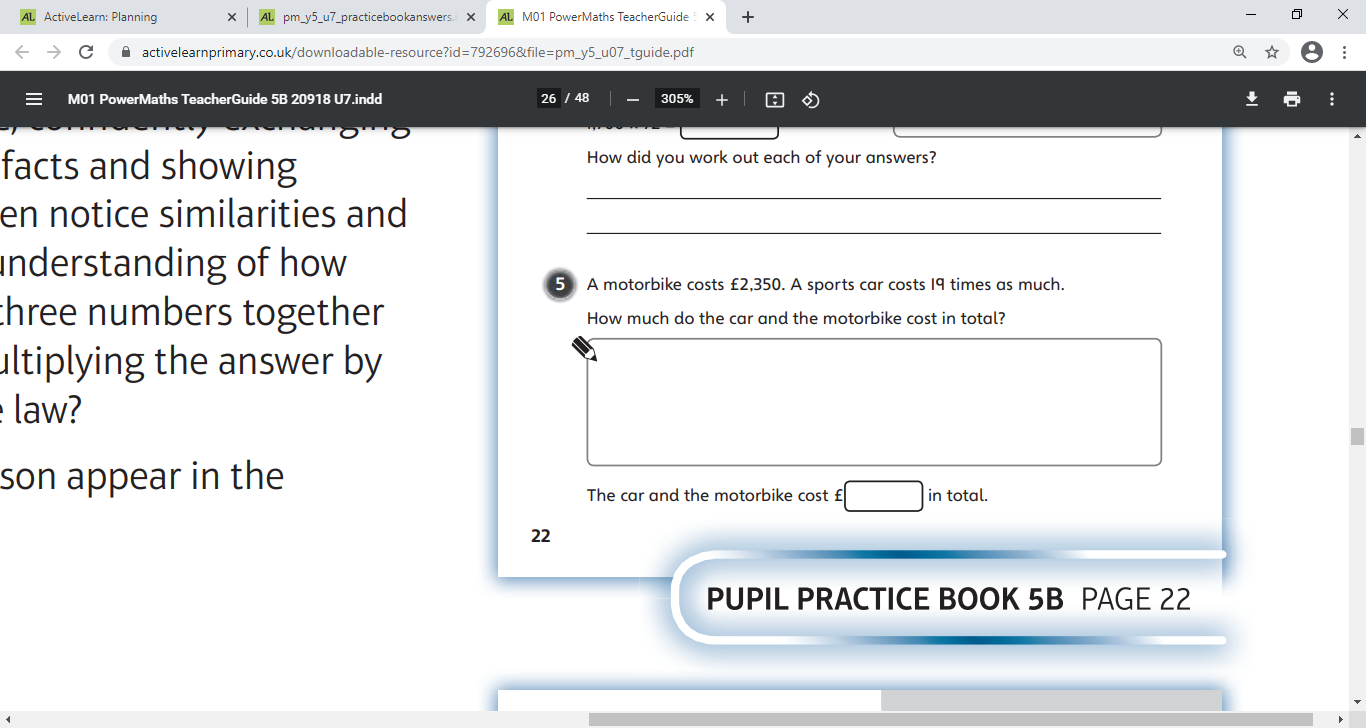 ActiveLearn: Planning
pm_y5_u7_practicebookanswers.
M01 PowerMaths TeacherGuide 5
activelearnprimary.co.uk/downloadable-resource?id=792696&file=pm_y5_u07_tguide.pdf
M01 PowerMaths TeacherGuide 5B 20918 U7.indd
26 / 48
305%
confidently exchanging
facts and showing
en notice similarities and
understanding of how
three numbers together
ultiplying the answer by
e law?
son appear in the
How did you work out each of your answers?
5 A motorbike costs £2,350. A sports car costs 19 times as much.
How much do the car and the motorbike cost in total?
The car and the motorbike cost £ in total.
22
PUPIL PRACTICE BOOK 5B PAGE 22